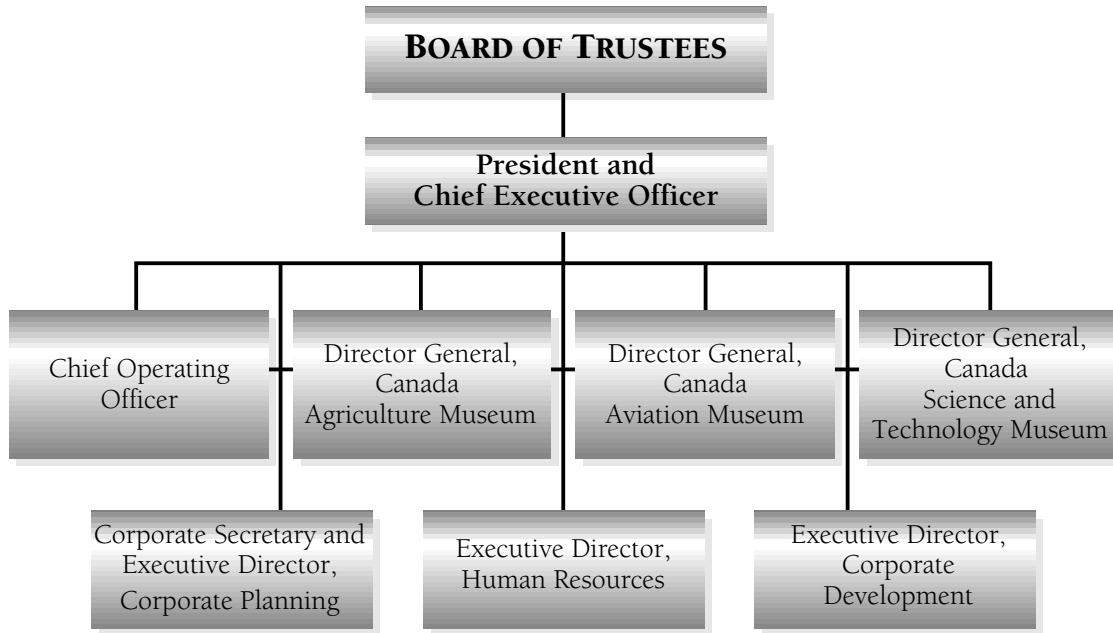 BOARD OF TRUSTEES
President and
Chief Executive Officer
Chief Operating
Officer
Director General,
Canada
Agriculture Museum
Director General,
Canada
Aviation Museum
Director General,
Canada
Science and
Technology Museum
Corporate Secretary and
Executive Director,
Corporate Planning
Executive Director,
Human Resources
Executive Director,
Corporate
Development